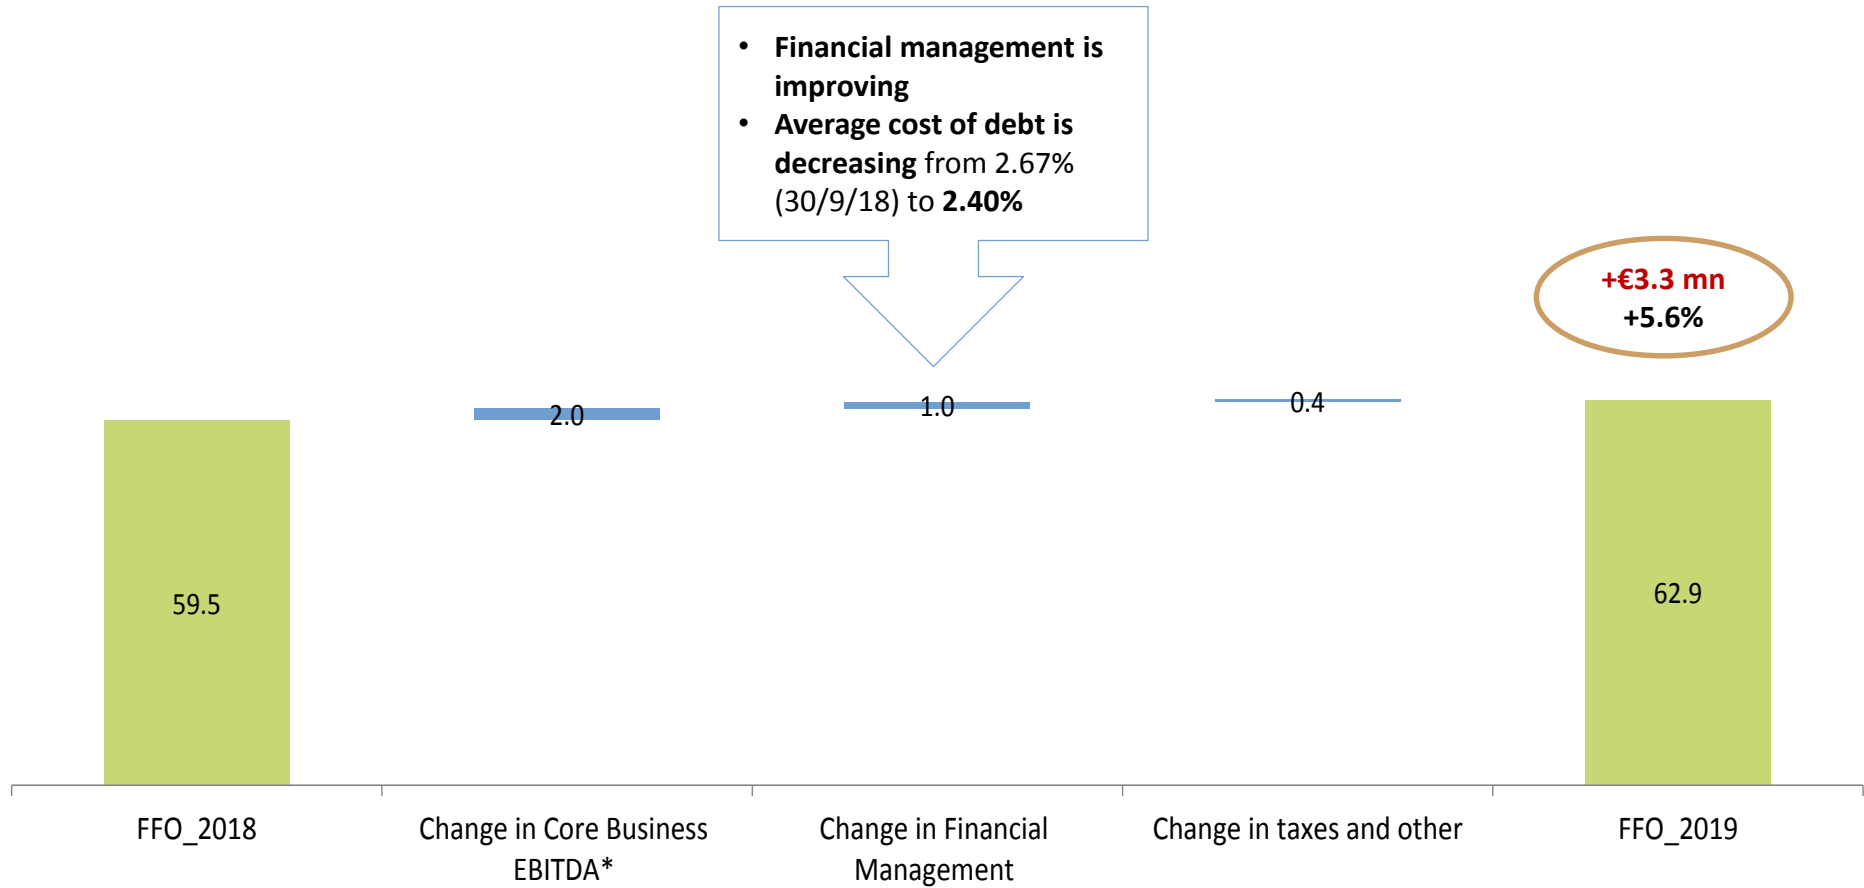 • Financial management is
improving
• Average cost of debt is
decreasing from 2.67%
(30/9/18) to 2.40%
+€3.3 mn
+5.6%
2.0
1.0
0.4
59.5
62.9
FFO_2018
Change in Core Business
EBITDA*
Change in Financial
Management
Change in taxes and other
FFO_2019